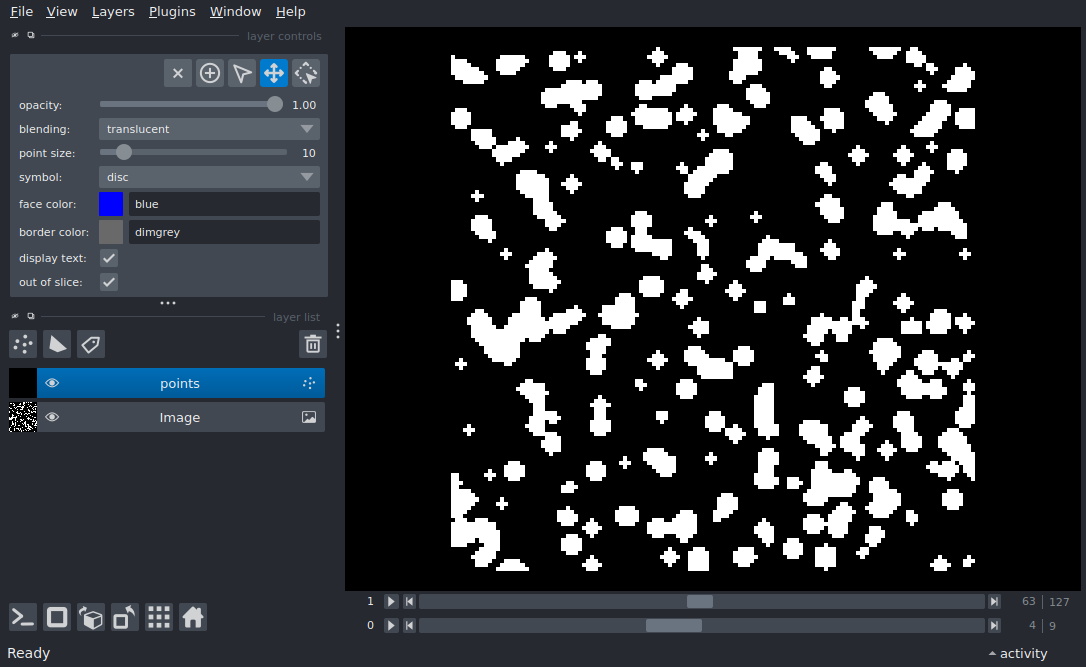 File View Layers Plugins Window Help
layer controls
opacity: 1.00
blending: translucent
point size: 10
symbol: disc
face color: blue
border color: dimgrey
display text:
out of slice:
layer list
points
Image
1 63 127
0 4 9
Ready activity